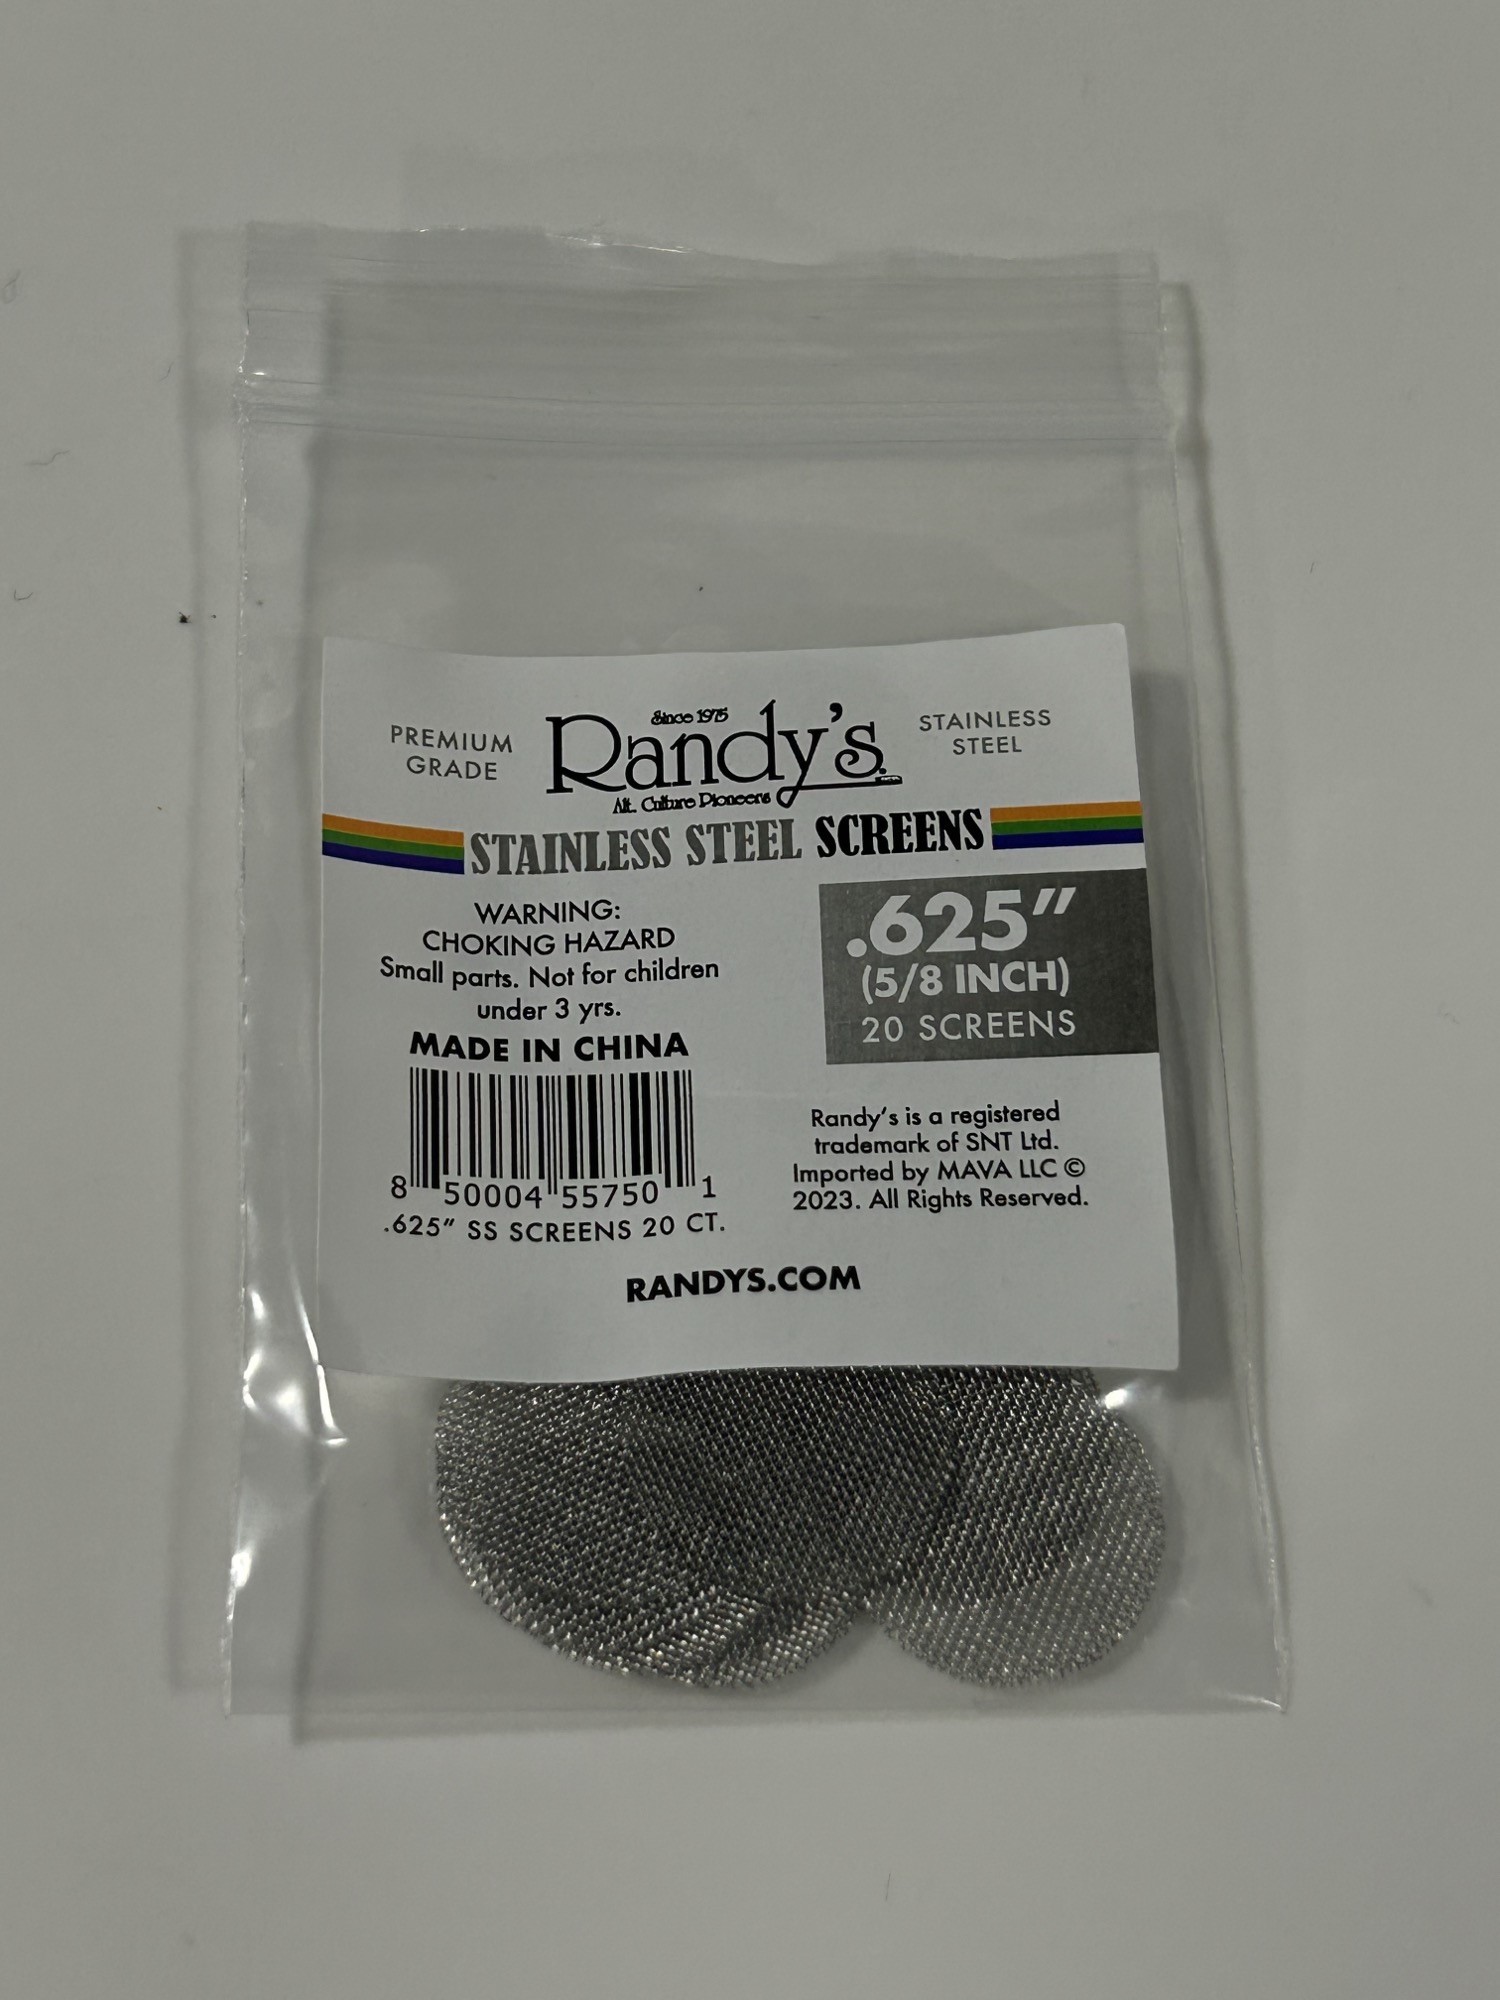 PREMIUM
GRADE
Since 1975
Randy's
Alt. Culture Pioneers
STAINLESS
STEEL
STAINLESS STEEL SCREENS
WARNING:
CHOKING HAZARD
Small parts. Not for children
under 3 yrs.
MADE IN CHINA
8 50004 55750 1
.625" SS SCREENS 20 CT.
.625"
(5/8 INCH)
20 SCREENS
Randy's is a registered
trademark of SNT Ltd.
Imported by MAVA LLC ©
2023. All Rights Reserved.
RANDYS.COM